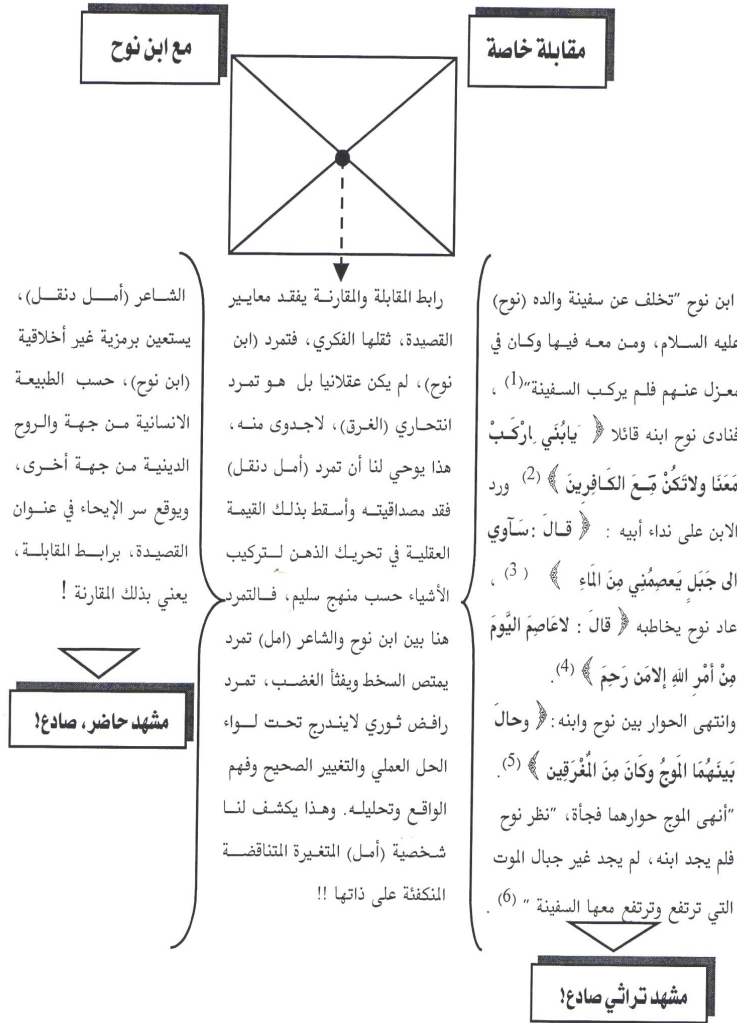 مقابلة خاصة
مع ابن نوح
ابن نوح "تخلف عن سفينة والده (نوح)
عليه السلام، ومن معه فيها وكان في
معزل عنهم فلم يركب السفينة"(1) ،
فنادى نوح ابنه قائلا ﴿ يابُنَي ارْكَبْ
مَعَنَا ولاتَكُنْ مَعَ الكَافِرِينَ ﴾ (2) ورد
الابن على نداء أبيه : ﴿ قالَ :سَآوي
الى جَبَلٍ يَعصِمُنِي مِنَ المَاءِ ﴾ (3) ،
عاد نوح يخاطبه ﴿ قالَ : لاعَاصِمَ اليَّوْمَ
مِنْ أمْرِ اللهِ إلامَن رَحِمَ ﴾ (4).
وانتهى الحوار بين نوح وابنه: ﴿ وحالَ
بَينَهُمَا المَوجُ وكَانَ مِنَ المُغْرَقِين ﴾ (5).
"أنهى الموج حوارهما فجأة، "نظر نوح
فلم يجد ابنه، لم يجد غير جبال الموت
التي ترتفع وترتفع معها السفينة " (6) .
مشهد تراثي صادع!
رابط المقابلة والمقارنة يفقد معايير
القصيدة، ثقلها الفكري، فتمرد (ابن
نوح)، لم يكن عقلانيا بل هو تمرد
انتحاري (الغرق)، لاجدوى منه،
هذا يوحي لنا أن تمرد (أمل دنقل)
فقد مصداقيته وأسقط بذلك القيمة
العقلية في تحريك الذهن لتركيب
الأشياء حسب منهج سليم، فالتمرد
هنا بين ابن نوح والشاعر (امل) تمرد
يمتص السخط ويفثأ الغضب، تمرد
رافض ثوري لايندرج تحت لواء
الحل العملي والتغيير الصحيح وفهم
الواقع وتحليله. وهذا يكشف لنا
شخصية (أمل) المتغيرة المتناقضة
المنكفئة على ذاتها !!
الشاعر (أمل دنقل)،
يستعين برمزية غير أخلاقية
(ابن نوح)، حسب الطبيعة
الانسانية من جهة والروح
الدينية من جهة أخرى،
ويوقع سر الإيحاء في عنوان
القصيدة، برابط المقابلة،
يعني بذلك المقارنة !
مشهد حاضر، صادع!